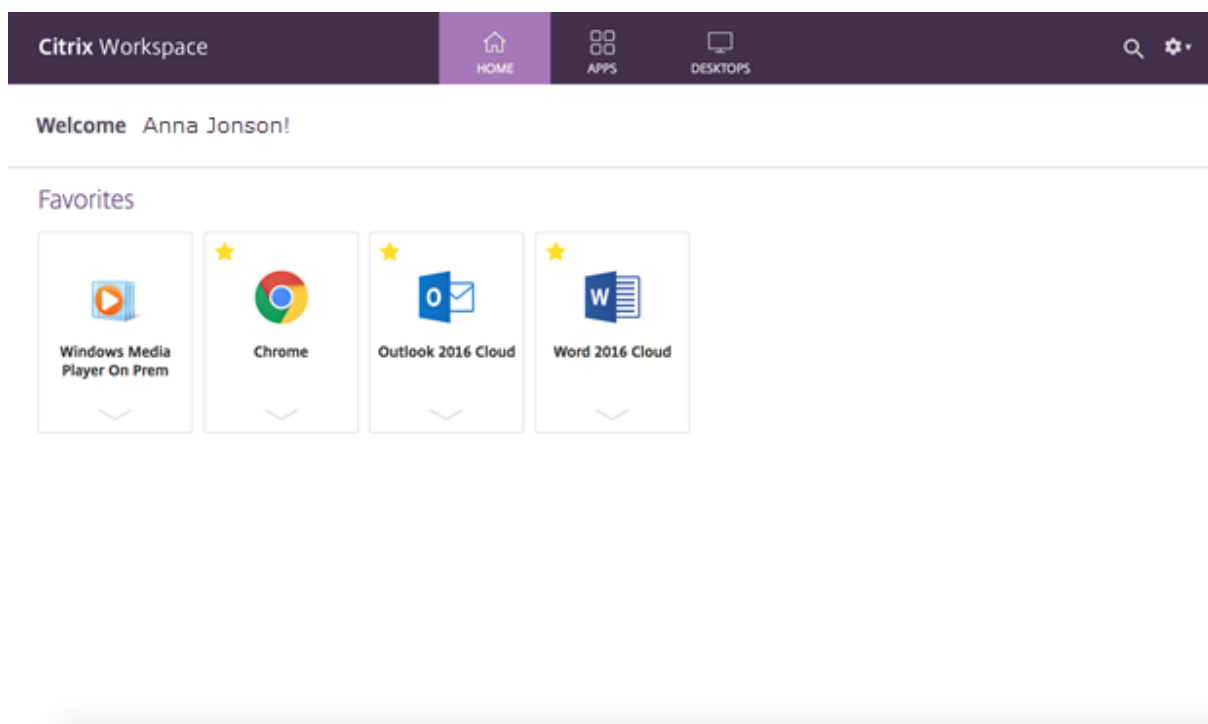 Citrix Workspace
HOME
APPS
DESKTOPS
Welcome Anna Jonson!
Favorites
Windows Media
Player On Prem
Chrome
Outlook 2016 Cloud
Word 2016 Cloud